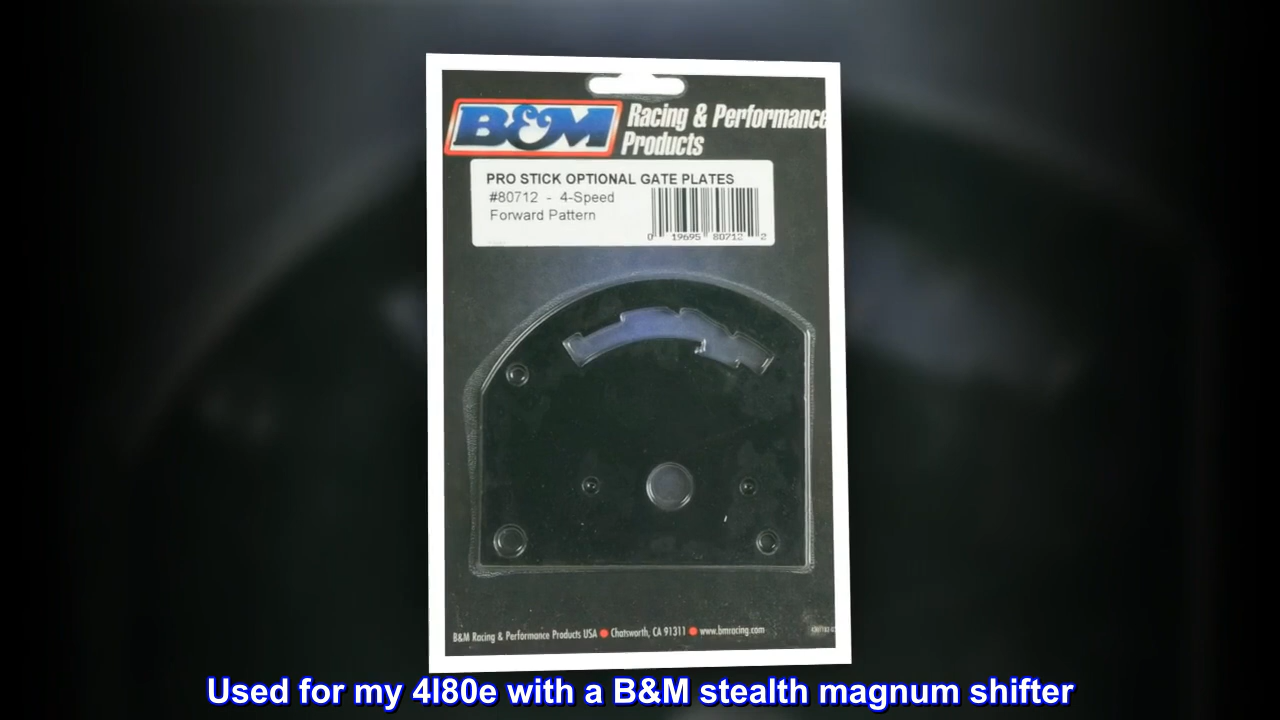 B&M Racing & Performance
Products
PRO STICK OPTIONAL GATE PLATES
#80712 - 4-Speed
Forward Pattern
0 19695 80712 2
B&M Racing & Performance Products USA ● Chatsworth, CA 91311 ● www.bmracing.com
Used for my 4l80e with a B&M stealth magnum shifter